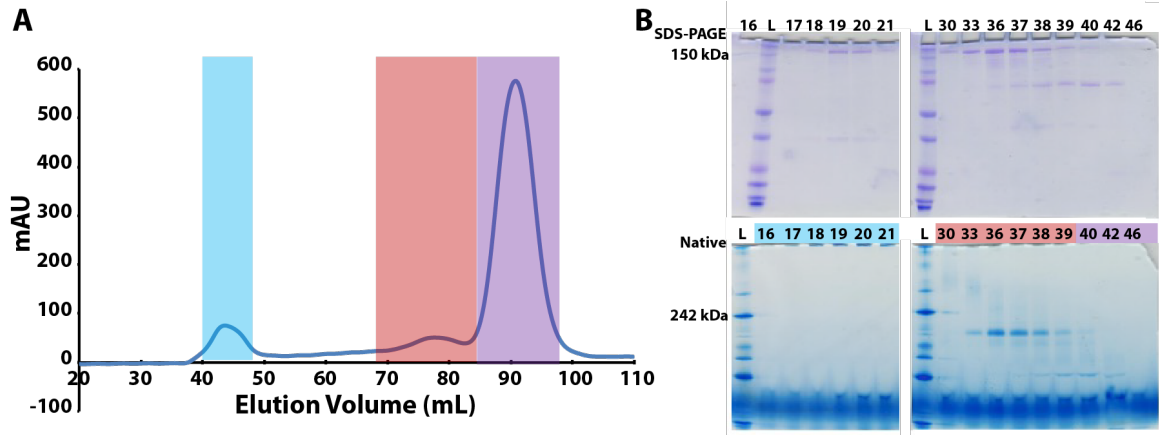 A
600
500
400
300
200
100
0
-100
mAU
20 30 40 50 60 70 80 90 100 110
Elution Volume (mL)
B
SDS-PAGE
150 kDa
16 L 17 18 19 20 21
L 30 33 36 37 38 39 40 42 46
Native
242 kDa
L 16 17 18 19 20 21
L 30 33 36 37 38 39 40 42 46